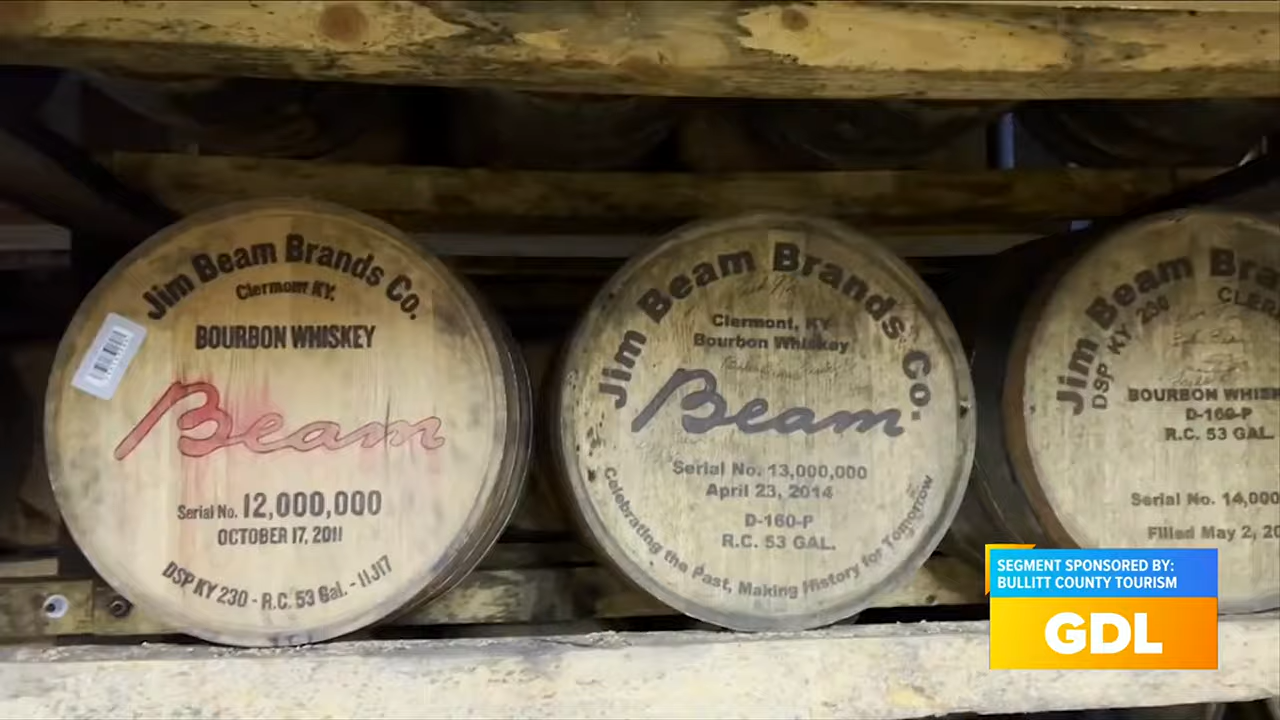 Jim Beam Brands Co.
Clermont KY.
BOURBON WHISKEY
Beam
Serial No. 12,000,000
OCTOBER 17, 2011
DSP KY 230 - R.C. 53 Gal. - 11J17
Jim Beam Brands Co.
Clermont, KY
Bourbon Whiskey
Beam
Serial No. 13,000,000
April 23, 2014
D-160-P
R.C. 53 GAL.
Celebrating the Past, Making History for Tomorrow
Jim Beam Bra
DSP KY 230 CLER
BOURBON WHISK
D-160-P
R.C. 53 GAL.
Serial No. 14,000
Filled May 2, 20
SEGMENT SPONSORED BY:
BULLITT COUNTY TOURISM
GDL